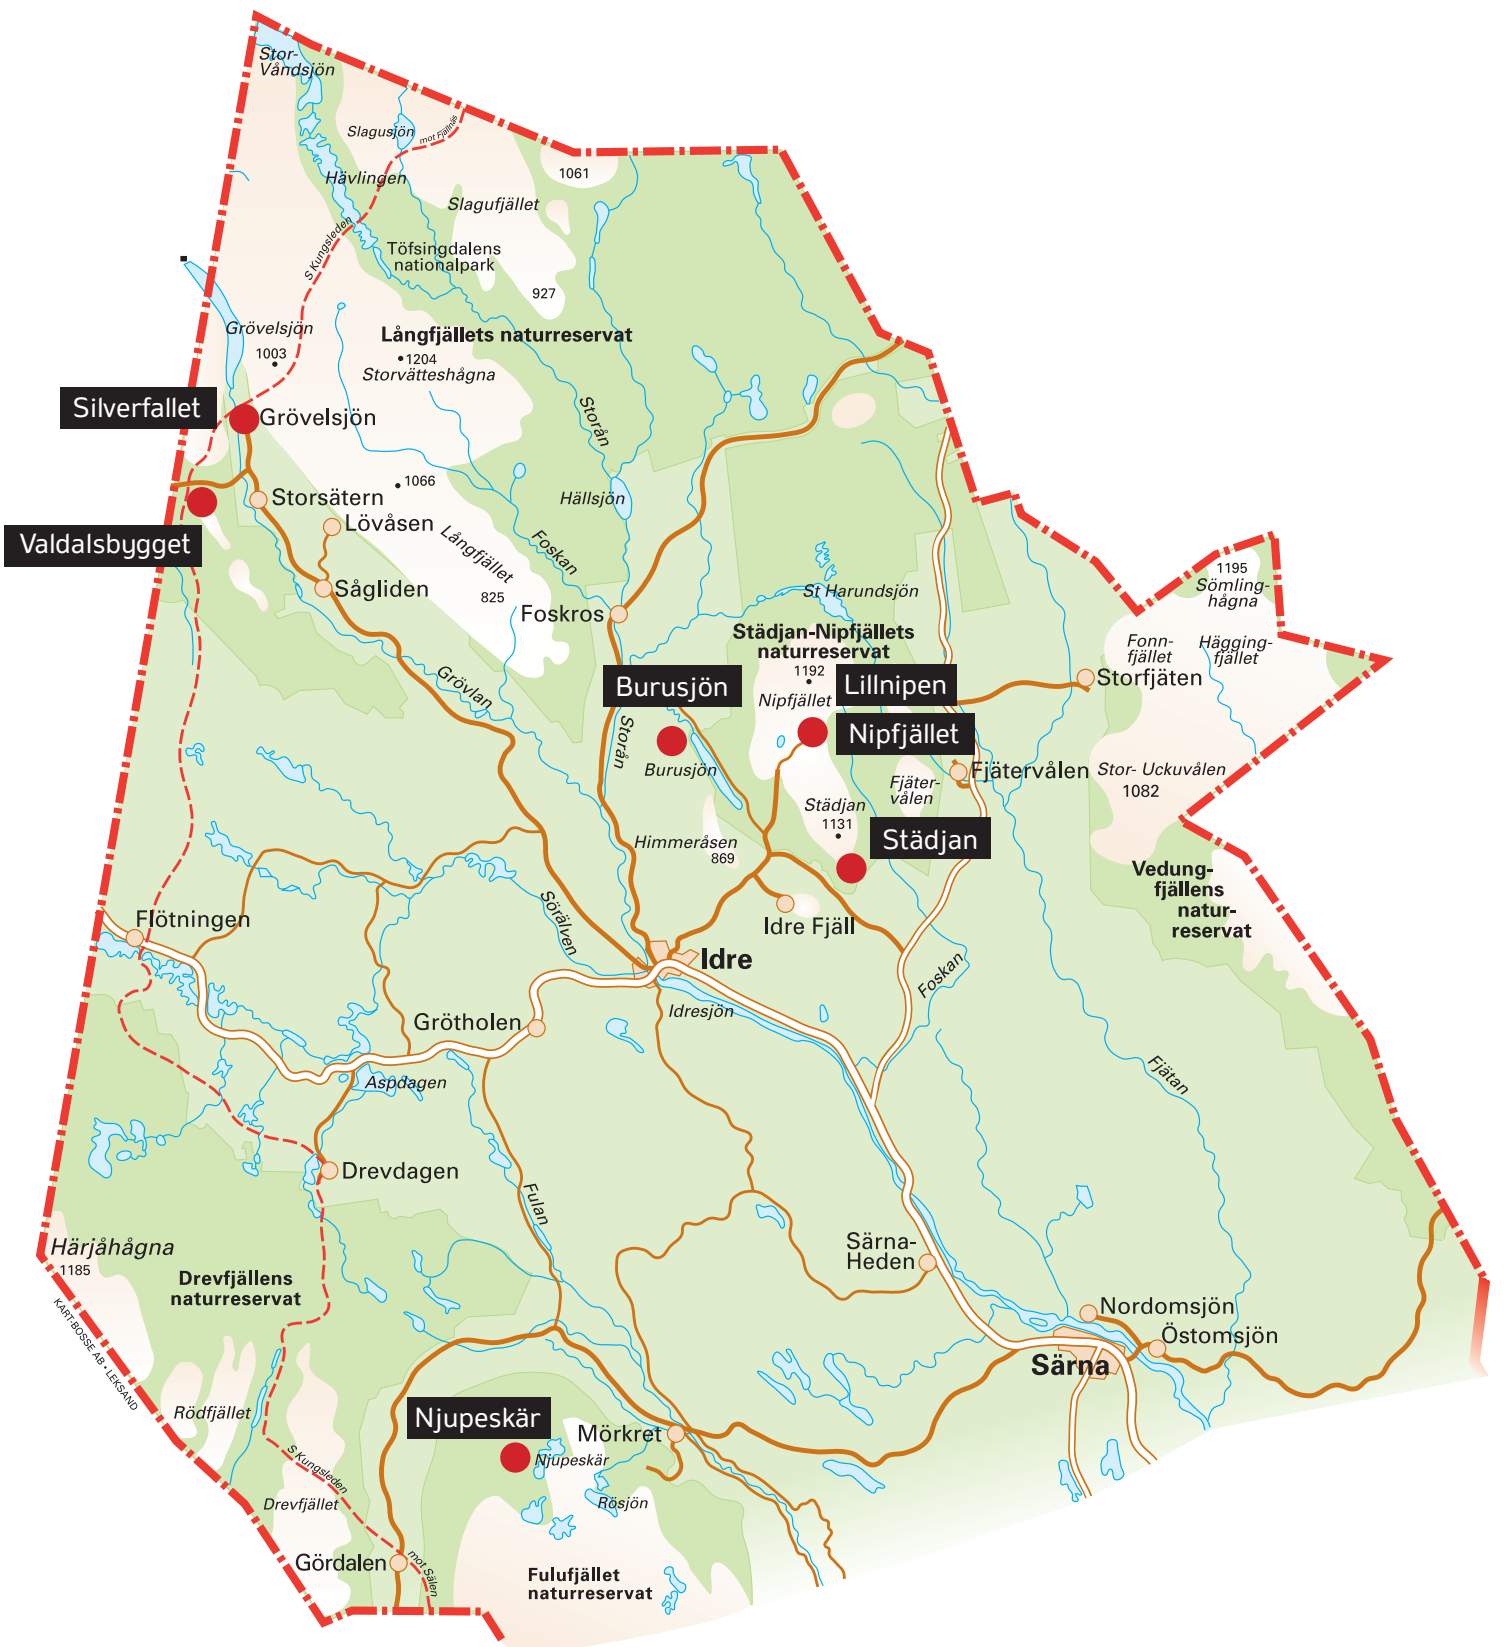 Stor-
Våndsjön
Slagusjön
mot Fjällnäs
Hävlingen
1061
Slagufjället
S Kungsleden
Töfsingdalens
nationalpark
927
Grövelsjön
1003
Långfjällets naturreservat
1204
Storvätteshågna
Silverfallet
Grövelsjön
Storån
1066
Hällsjön
Storsätern
Lövåsen
Valdalsbygget
Långfjället
825
Foskan
Sågliden
Foskros
St Harundsjön
1195
Sömling-
hågna
Städjan-Nipfjällets
naturreservat
Fonn-
fjället
Hägging-
fjället
1192
Nipfjället
Lillnipen
Burusjön
Storfjäten
Grövlan
Storån
Nipfjället
Burusjön
Fjätervålen
Stor- Uckuvålen
1082
Fjäter-
vålen
Städjan
1131
Städjan
Himmeråsen
869
Vedung-
fjällens
natur-
reservat
Flötningen
Sörälven
Idre Fjäll
Idre
Foskan
Idresjön
Grötholen
Aspdagen
Fjätan
Drevdagen
Fulan
Härjåhågna
1185
Särna-
Heden
Drevfjällens
naturreservat
KART-BOSSE AB • LEKSAND
Nordomsjön
Östomsjön
Särna
Rödfjället
Njupeskär
Mörkret
Njupeskär
S Kungsleden
Drevfjället
Rösjön
Gördalen
mot Sälen
Fulufjället
naturreservat